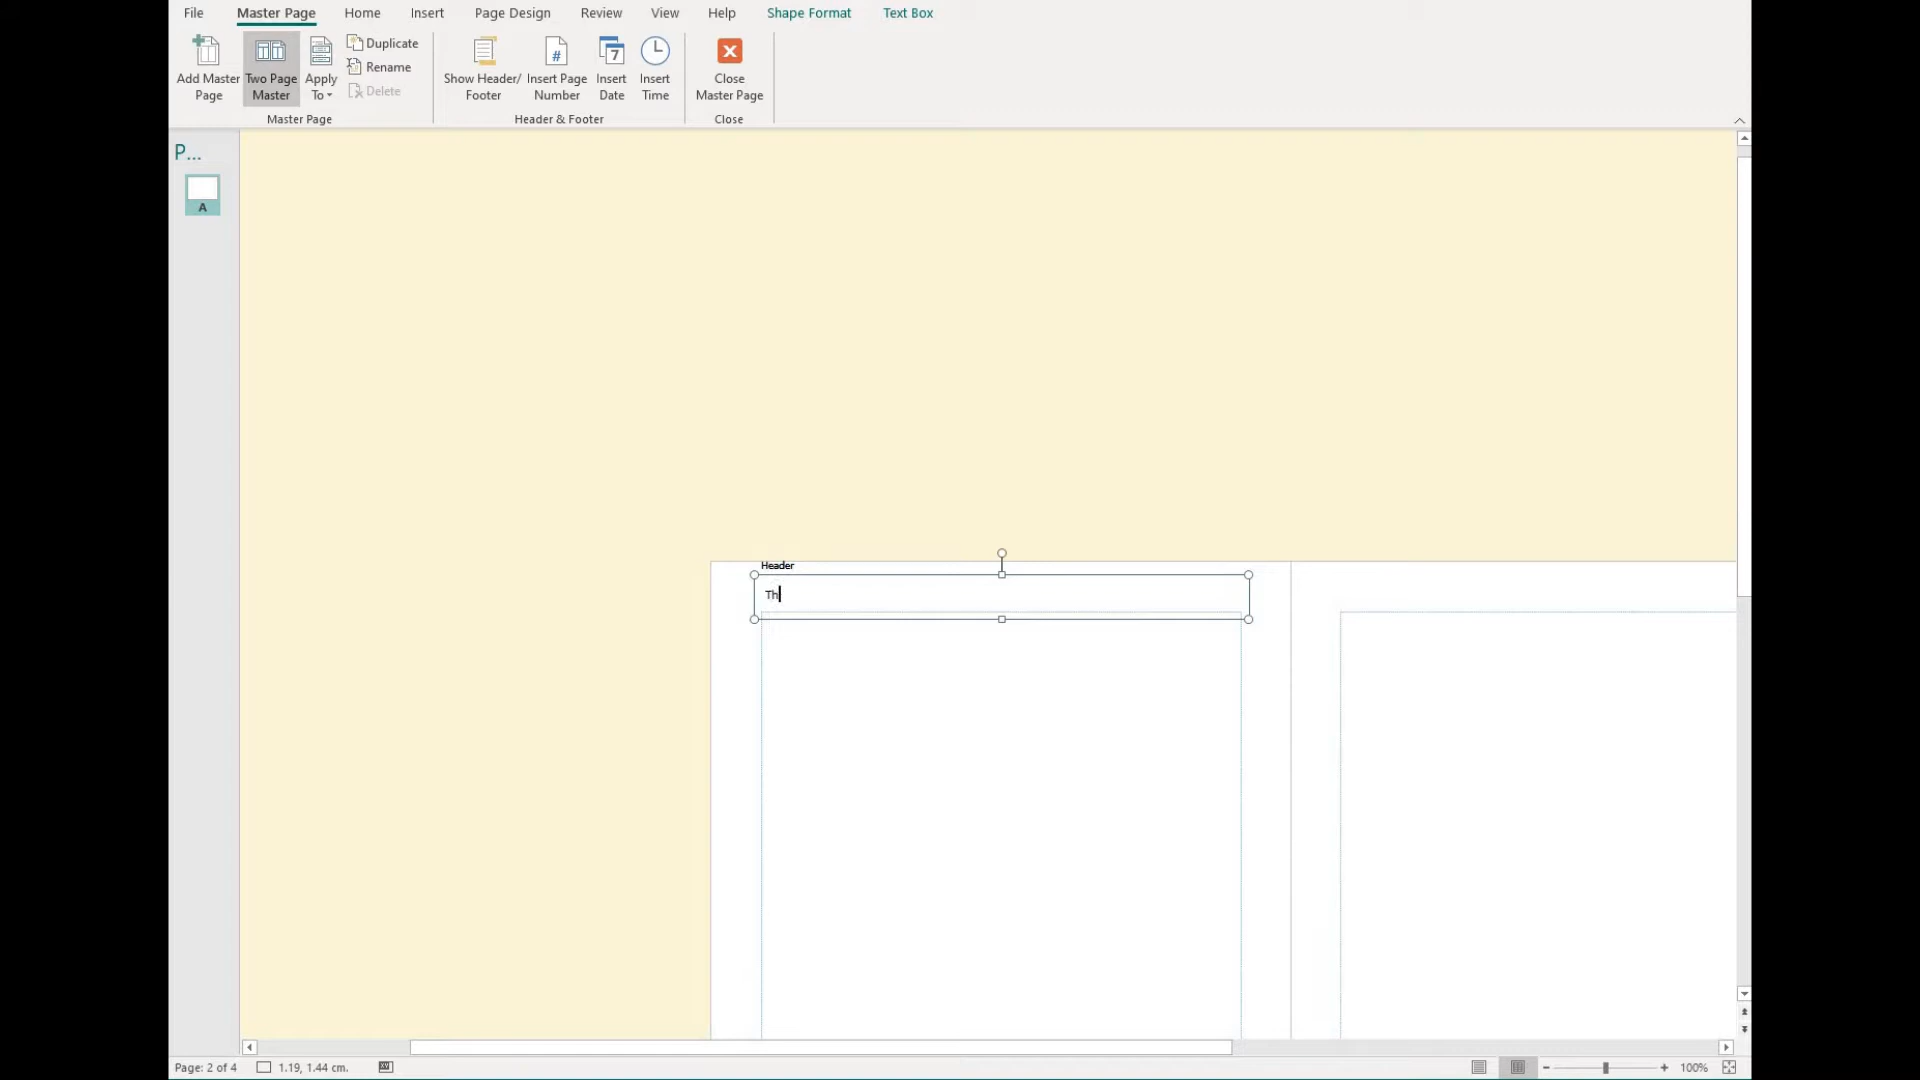 File Master Page Home Insert Page Design Review View Help Shape Format Text Box
Add Master Page
Two Page Master
Apply To
Duplicate
Rename
Delete
Master Page
Show Header/ Footer
# Insert Page Number
7 Insert Date
Insert Time
Header & Footer
X Close Master Page
Close
P...
A
Header
Th
Page: 2 of 4 1.19, 1.44 cm. 100%